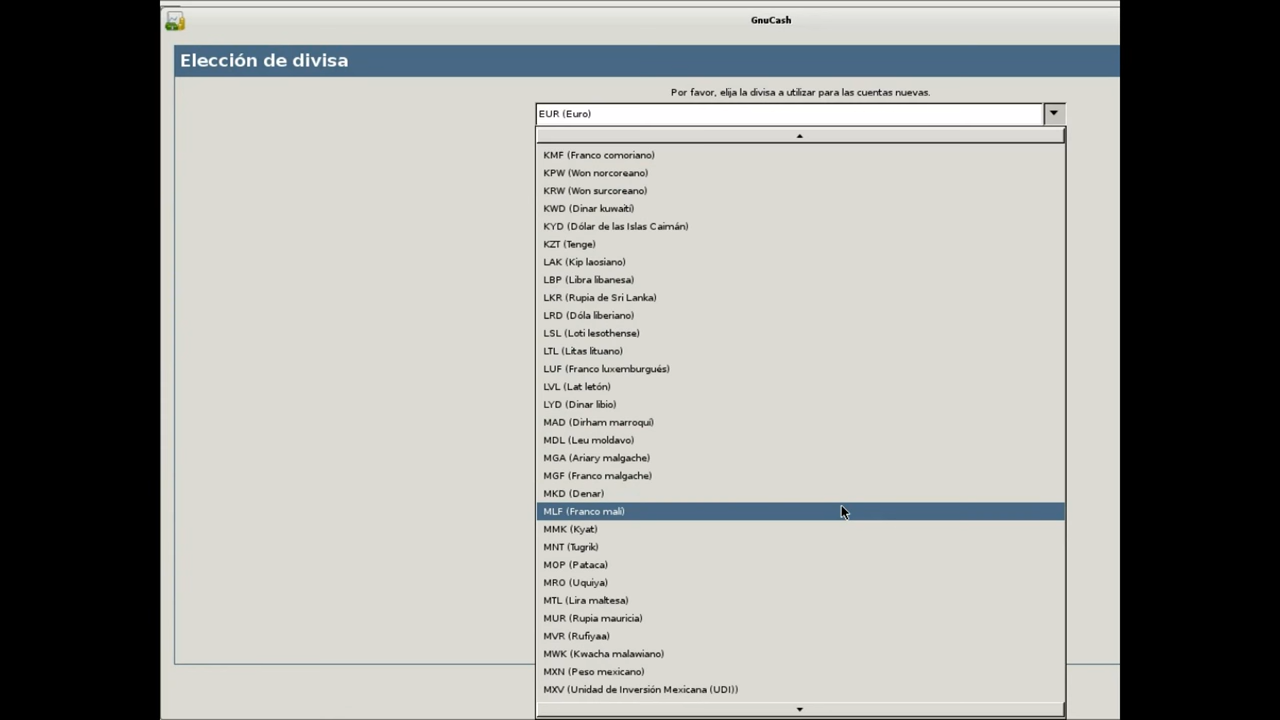 GnuCash
Elección de divisa
Por favor, elija la divisa a utilizar para las cuentas nuevas.
EUR (Euro)
KMF (Franco comoriano)
KPW (Won norcoreano)
KRW (Won surcoreano)
KWD (Dinar kuwaití)
KYD (Dólar de las Islas Caimán)
KZT (Tenge)
LAK (Kip laosiano)
LBP (Libra libanesa)
LKR (Rupia de Sri Lanka)
LRD (Dóla liberiano)
LSL (Loti lesothense)
LTL (Litas lituano)
LUF (Franco luxemburgués)
LVL (Lat letón)
LYD (Dinar libio)
MAD (Dirham marroquí)
MDL (Leu moldavo)
MGA (Ariary malgache)
MGF (Franco malgache)
MKD (Denar)
MLF (Franco malí)
MMK (Kyat)
MNT (Tugrik)
MOP (Pataca)
MRO (Uquiya)
MTL (Lira maltesa)
MUR (Rupia mauricia)
MVR (Rufiyaa)
MWK (Kwacha malawiano)
MXN (Peso mexicano)
MXV (Unidad de Inversión Mexicana (UDI))